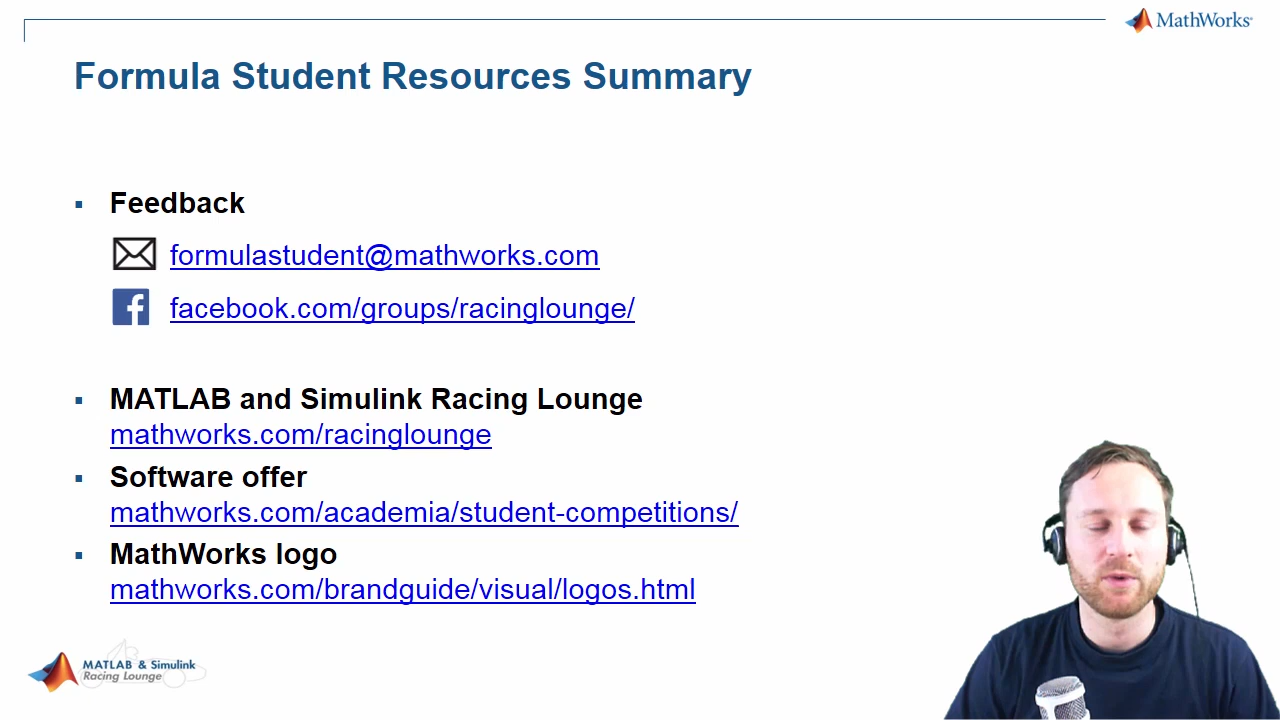 MathWorks®
Formula Student Resources Summary
Feedback
formulastudent@mathworks.com
facebook.com/groups/racinglounge/
MATLAB and Simulink Racing Lounge
mathworks.com/racinglounge
Software offer
mathworks.com/academia/student-competitions/
MathWorks logo
mathworks.com/brandguide/visual/logos.html
MATLAB & Simulink
Racing Lounge